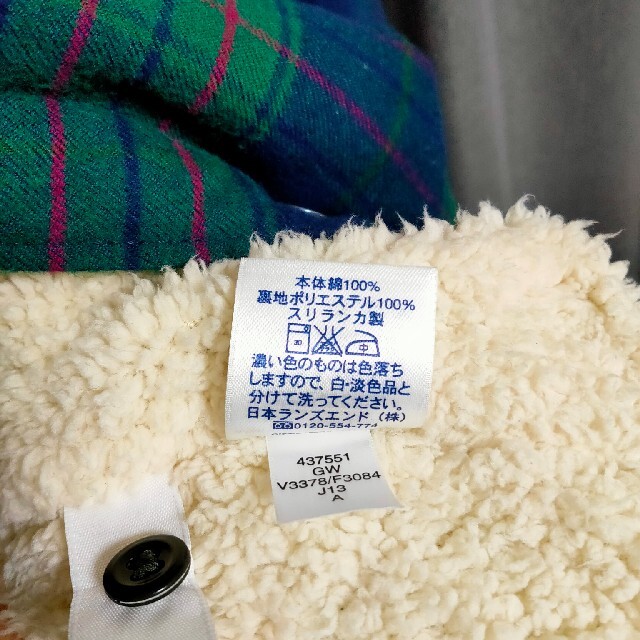 本体綿100%
裏地ポリエステル100%
スリランカ製
濃い色のものは色落ち
しますので、白・淡色品と
分けて洗ってください。
日本ランズエンド(株)
0120-554-774
437551
GW
V3378/F3084
J13
A